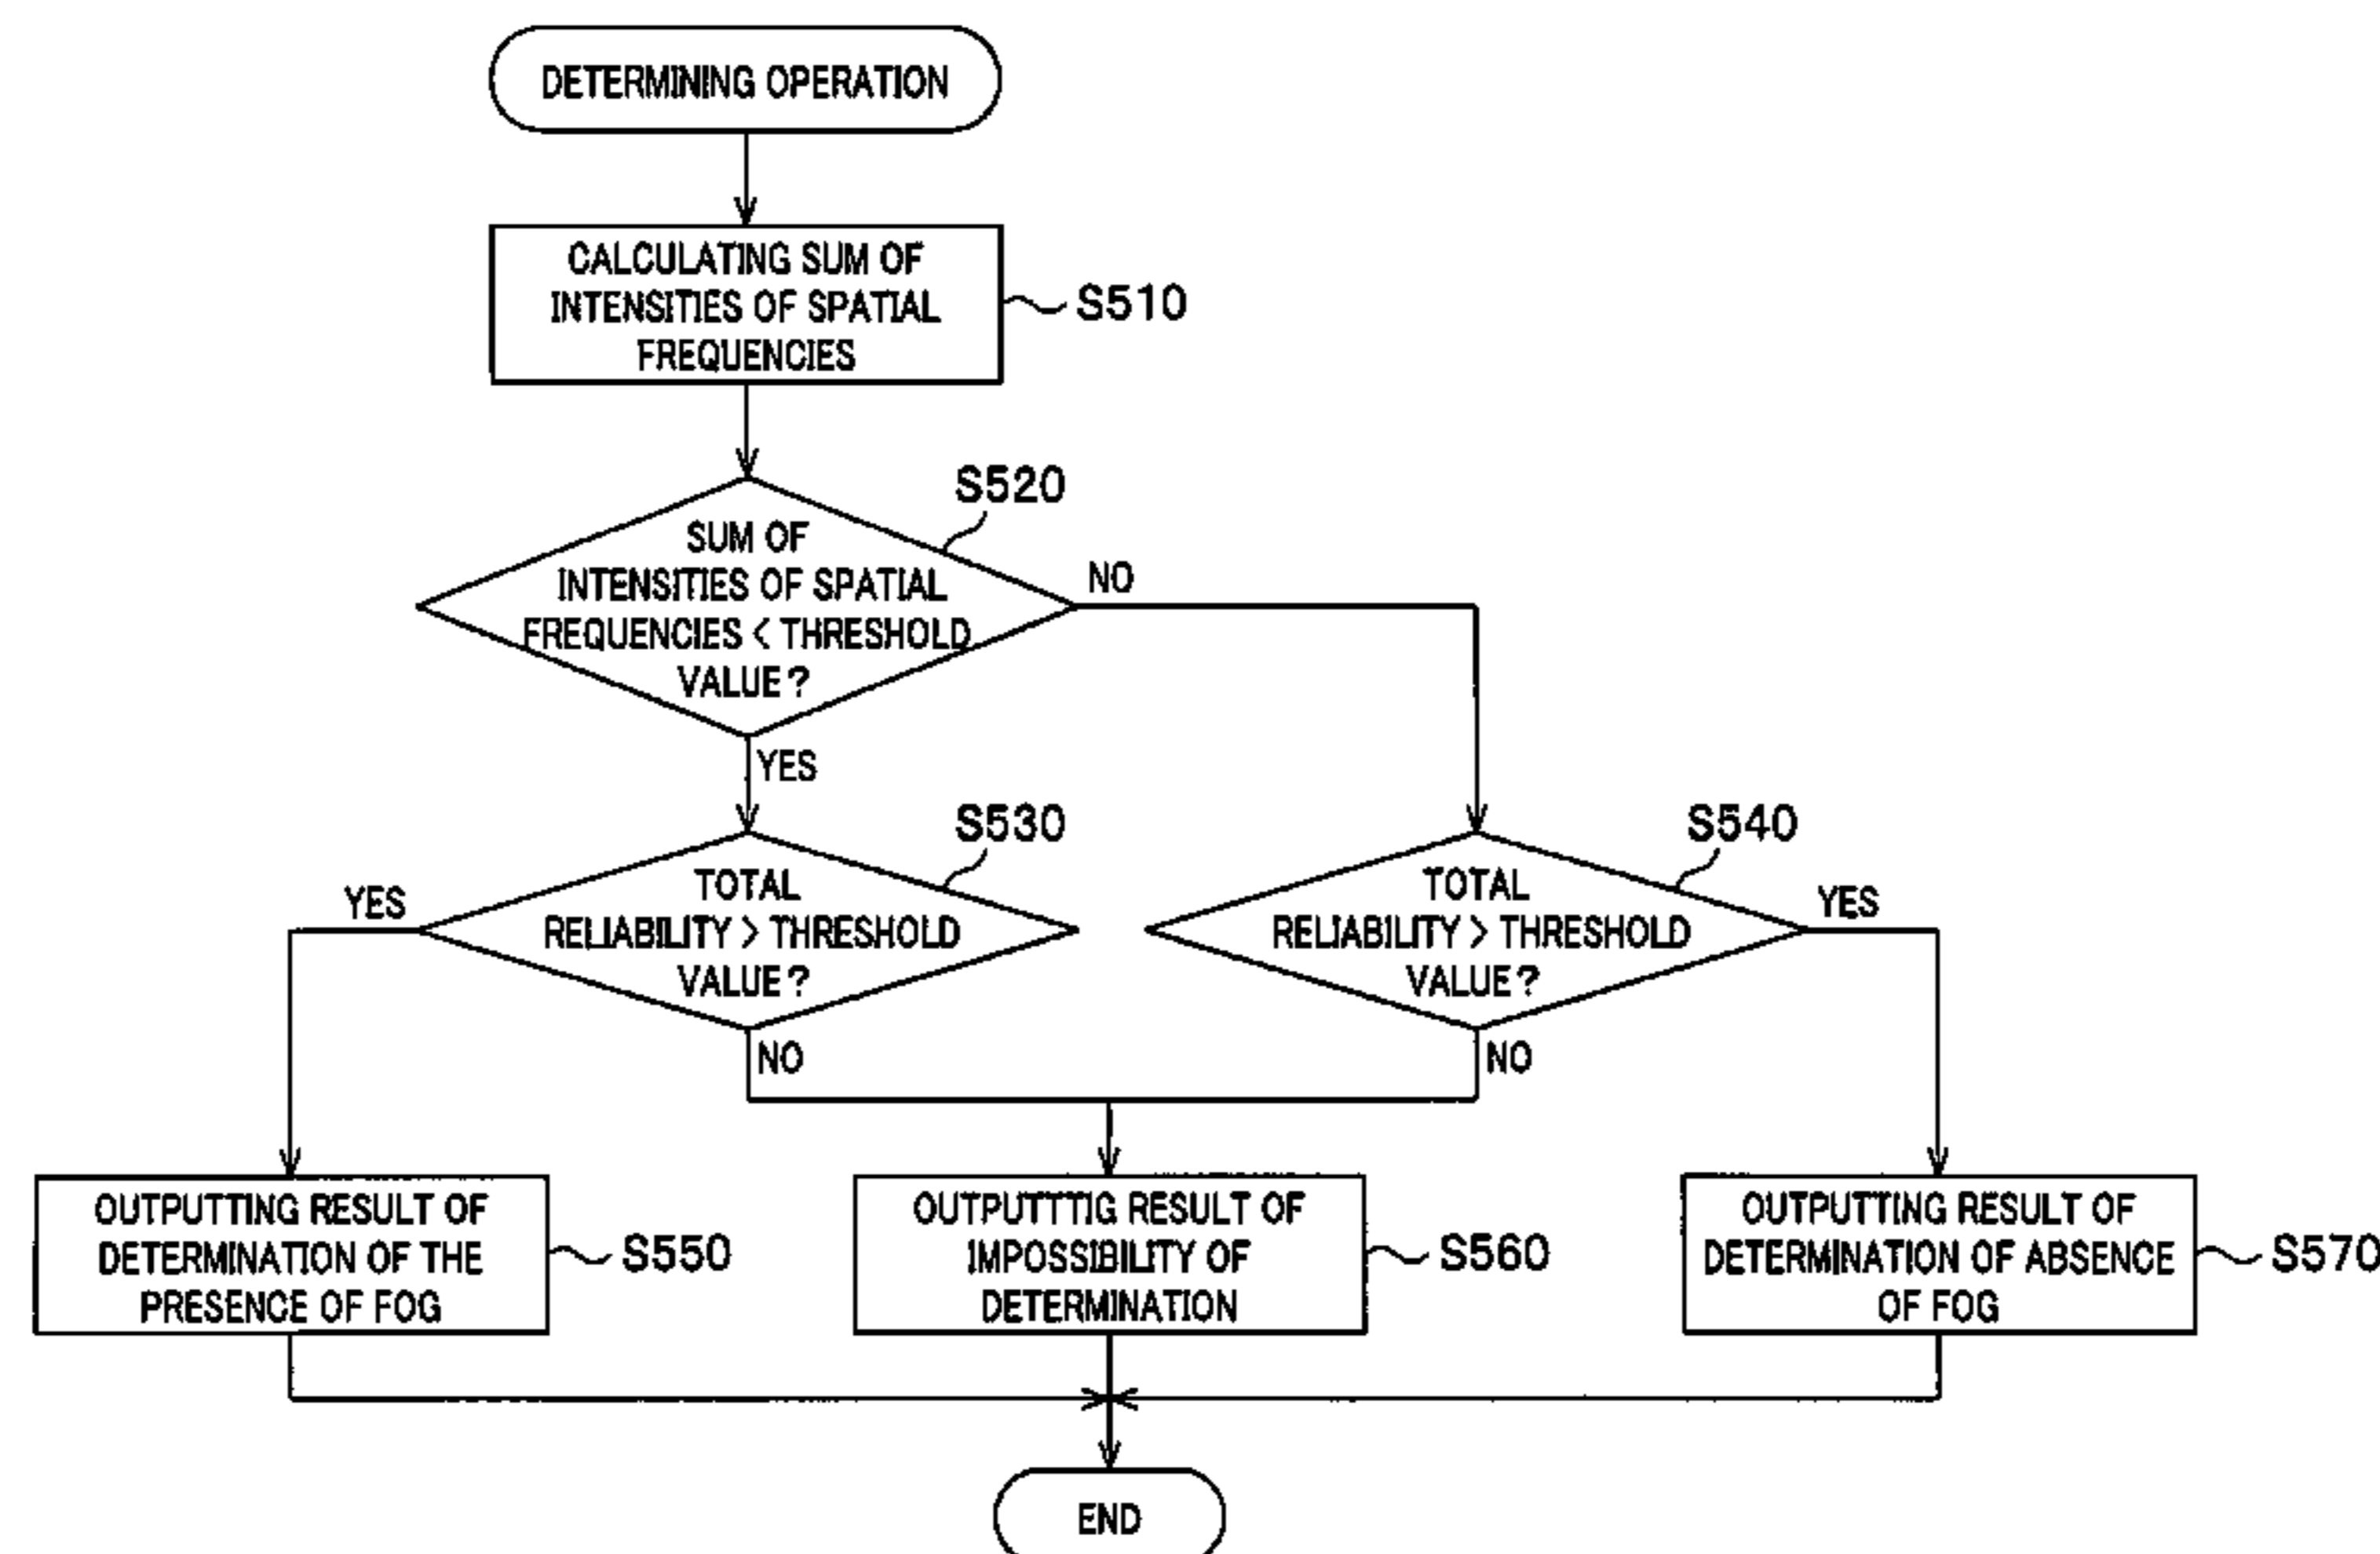 DETERMINING OPERATION
CALCULATING SUM OF
INTENSITIES OF SPATIAL
FREQUENCIES
S510
S520
SUM OF
INTENSITIES OF SPATIAL
FREQUENCIES < THRESHOLD
VALUE?
NO
YES
S530
TOTAL
RELIABILITY > THRESHOLD
VALUE?
YES
NO
S540
TOTAL
RELIABILITY > THRESHOLD
VALUE?
YES
NO
OUTPUTTING RESULT OF
DETERMINATION OF THE
PRESENCE OF FOG
S550
OUTPUTTTIG RESULT OF
IMPOSSIBILITY OF
DETERMINATION
S560
OUTPUTTING RESULT OF
DETERMINATION OF ABSENCE
OF FOG
S570
END